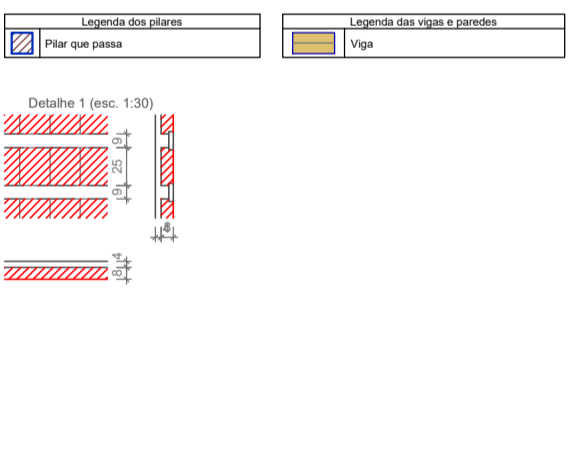 Legenda dos pilares
Pilar que passa
Legenda das vigas e paredes
Viga
Detalhe 1 (esc. 1:30)
9
25
9
4
8